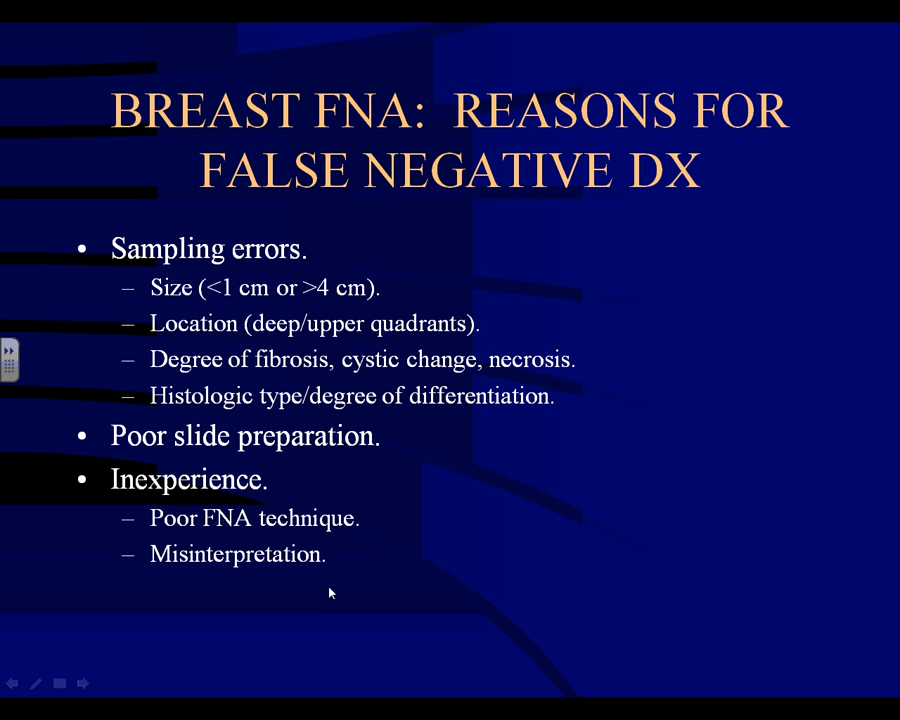 BREAST FNA: REASONS FOR
FALSE NEGATIVE DX
• Sampling errors.
– Size (<1 cm or >4 cm).
– Location (deep/upper quadrants).
– Degree of fibrosis, cystic change, necrosis.
– Histologic type/degree of differentiation.
• Poor slide preparation.
• Inexperience.
– Poor FNA technique.
– Misinterpretation.